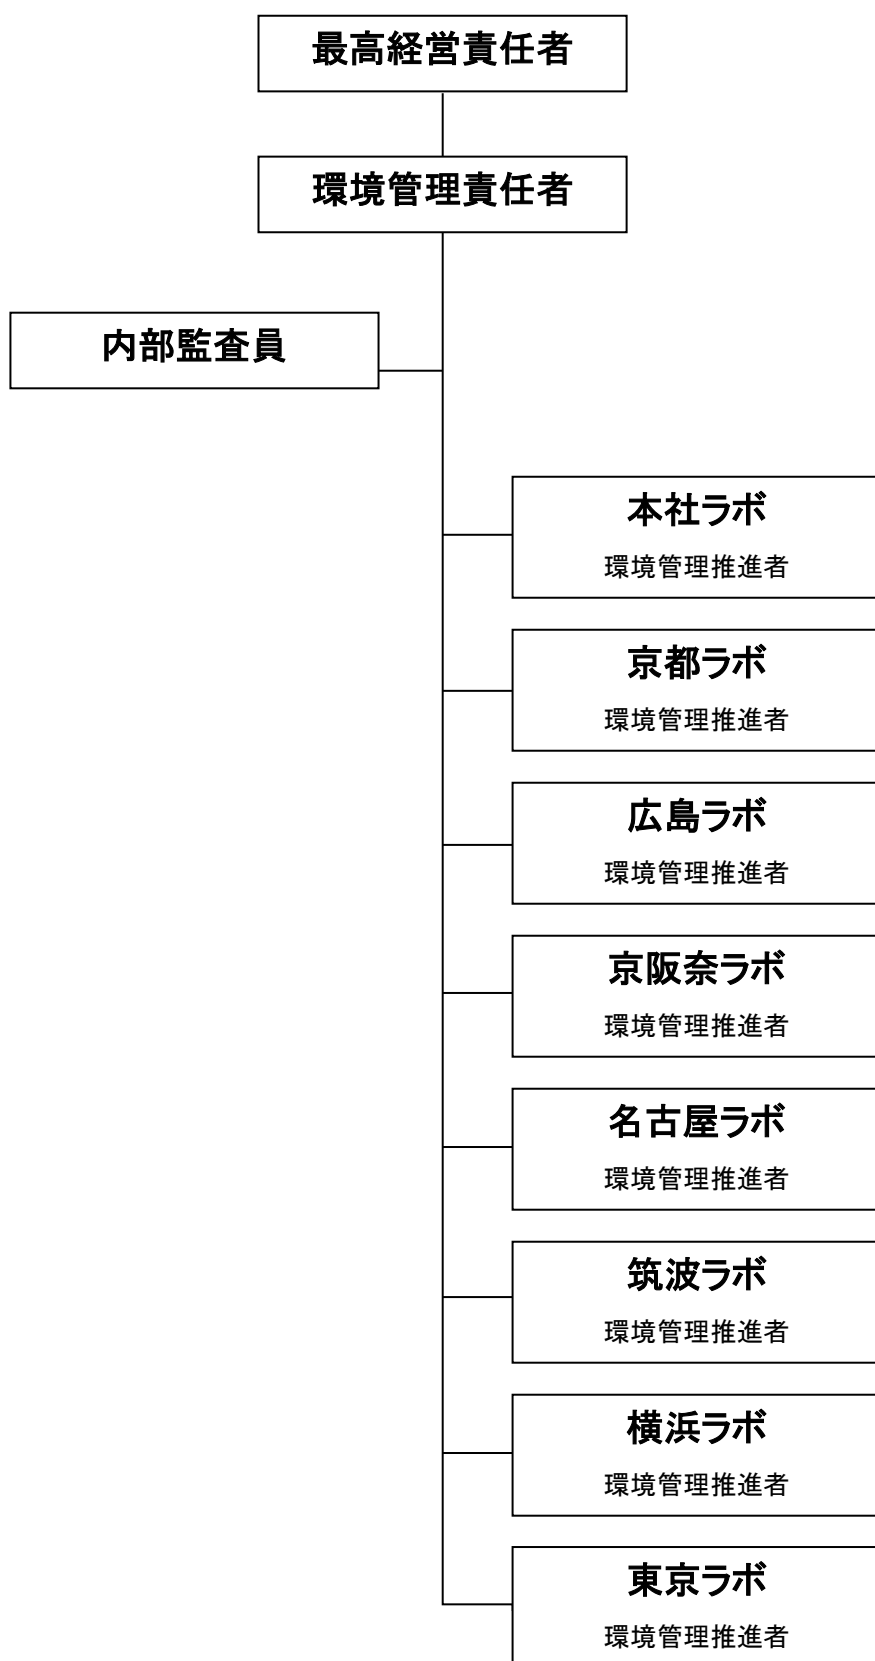 最高経営責任者
環境管理責任者
内部監査員
本社ラボ
環境管理推進者
京都ラボ
環境管理推進者
広島ラボ
環境管理推進者
京阪奈ラボ
環境管理推進者
名古屋ラボ
環境管理推進者
筑波ラボ
環境管理推進者
横浜ラボ
環境管理推進者
東京ラボ
環境管理推進者